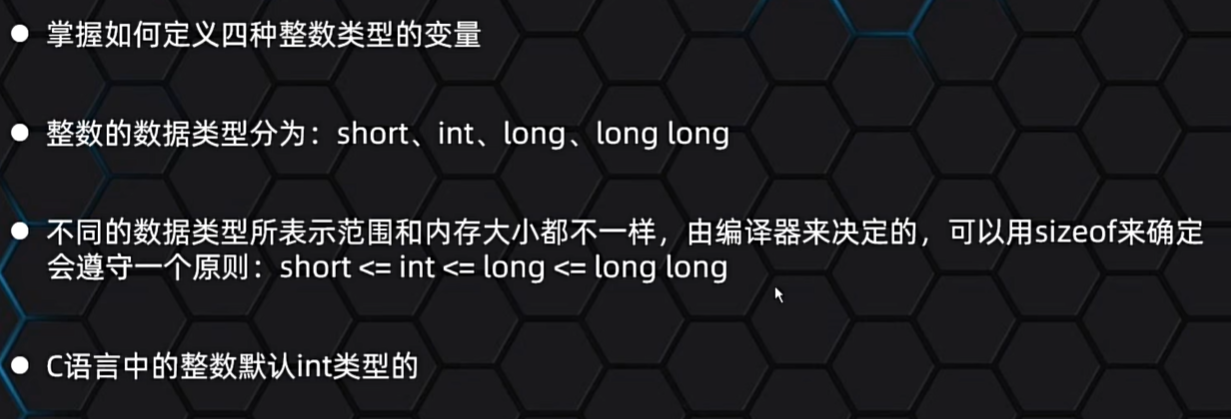 掌握如何定义四种整数类型的变量
整数的数据类型分为：short、int、long、long long
不同的数据类型所表示范围和内存大小都不一样，由编译器来决定的，可以用sizeof来确定
会遵守一个原则：short <= int <= long <= long long
C语言中的整数默认int类型的